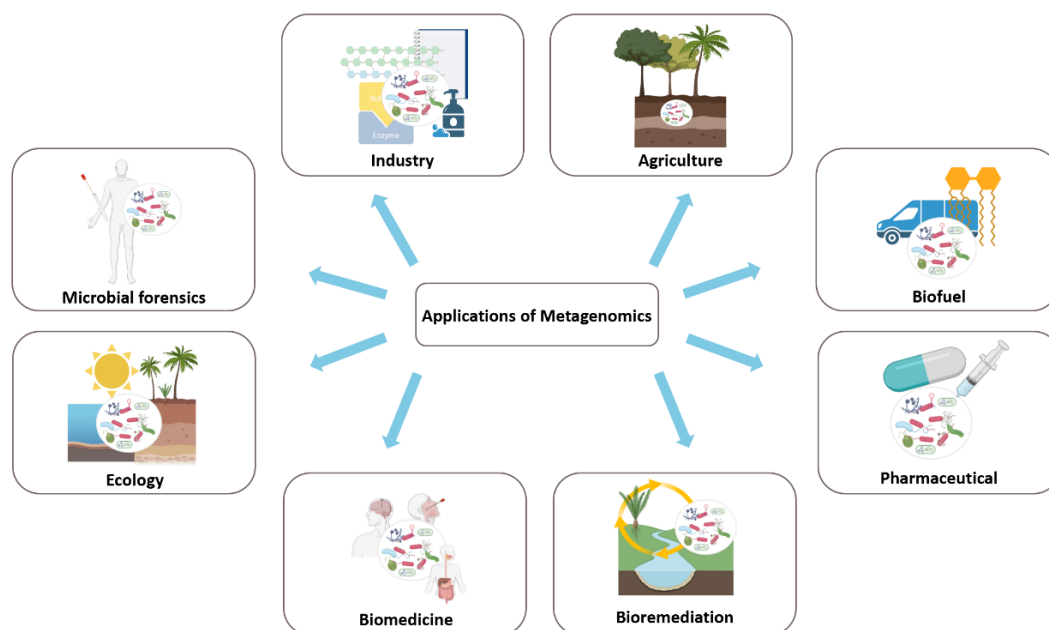 Industry
Enzyme
Agriculture
Microbial forensics
Biofuel
Applications of Metagenomics
Ecology
Pharmaceutical
Biomedicine
Bioremediation